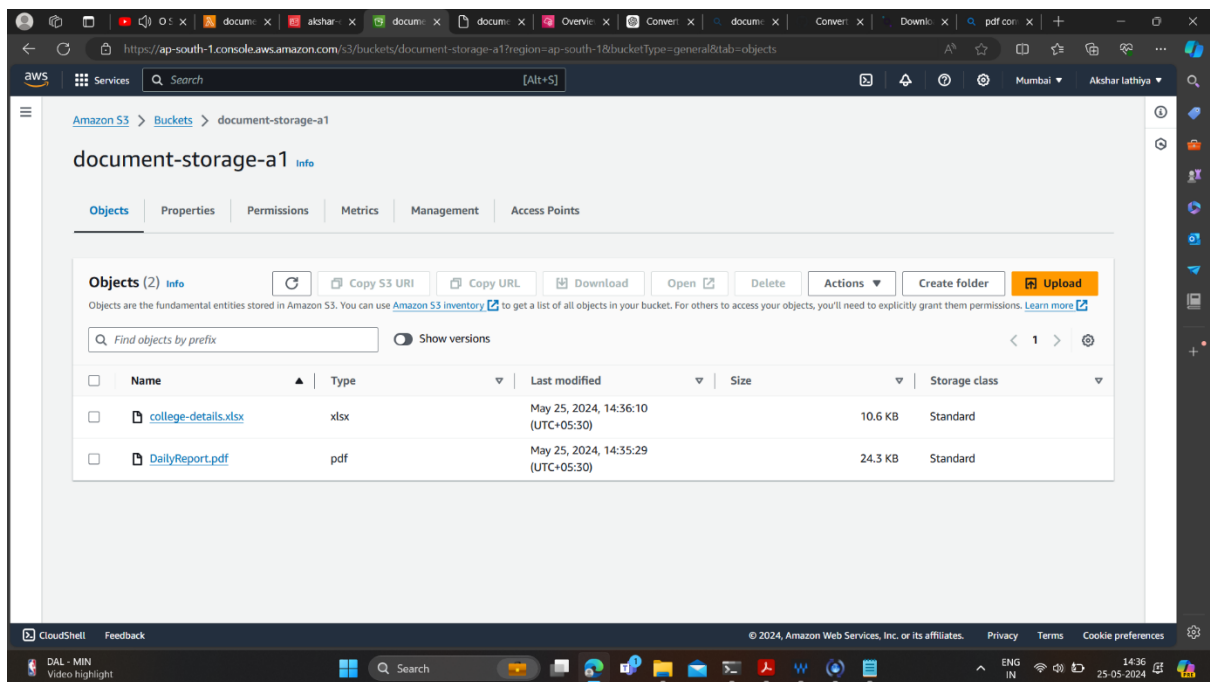 O S
docume
akshar-
docume
docume
Overvie
Convert
docume
Convert
Downlo
pdf con
https://ap-south-1.console.aws.amazon.com/s3/buckets/document-storage-a1?region=ap-south-1&bucketType=general&tab=objects
aws Services Search [Alt+S] Mumbai ▼ Akshar lathiya ▼
Amazon S3 > Buckets > document-storage-a1
document-storage-a1 Info
Objects Properties Permissions Metrics Management Access Points
Objects (2) Info Copy S3 URI Copy URL Download Open Delete Actions ▼ Create folder Upload
Objects are the fundamental entities stored in Amazon S3. You can use Amazon S3 inventory to get a list of all objects in your bucket. For others to access your objects, you'll need to explicitly grant them permissions. Learn more
Find objects by prefix Show versions < 1 >
Name Type Last modified Size Storage class
college-details.xlsx xlsx May 25, 2024, 14:36:10 (UTC+05:30) 10.6 KB Standard
DailyReport.pdf pdf May 25, 2024, 14:35:29 (UTC+05:30) 24.3 KB Standard
CloudShell Feedback © 2024, Amazon Web Services, Inc. or its affiliates. Privacy Terms Cookie preferences
DAL - MIN
Video highlight
Search
ENG
IN
14:36
25-05-2024